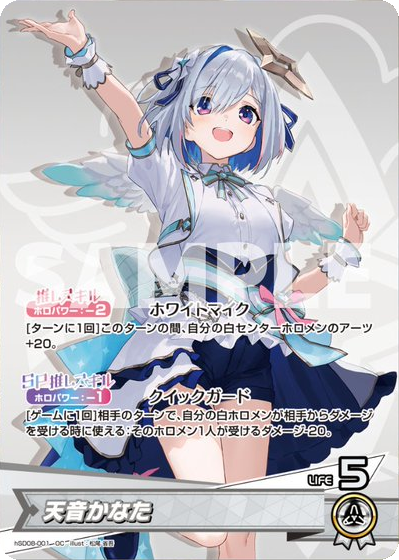 SAMPLE
推しスキル
ホロパワー:-2
ホワイトマイク
[ターンに1回]このターンの間、自分の白センターホロメンのアーツ
+20。
SP推しスキル
ホロパワー:-1
クイックガード
[ゲームに1回]相手のターンで、自分の白ホロメンが相手からダメージ
を受ける時に使える:そのホロメン1人が受けるダメージ-20。
LIFE 5
天音かなた
hSD08-001 OC illust:松尾